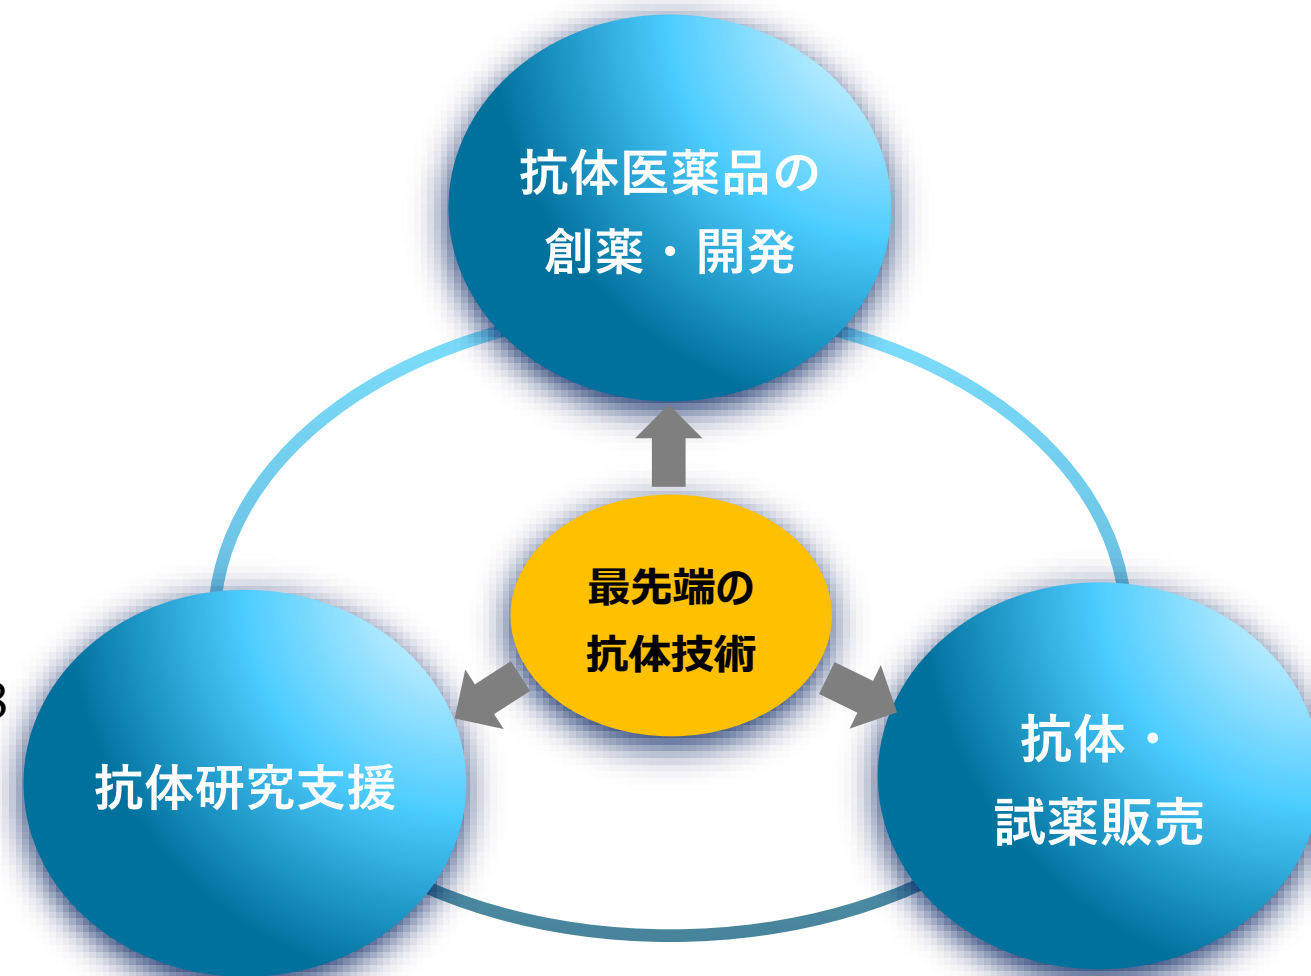 抗体医薬品の
創薬・開発
最先端の
抗体技術
抗体研究支援
抗体・
試薬販売